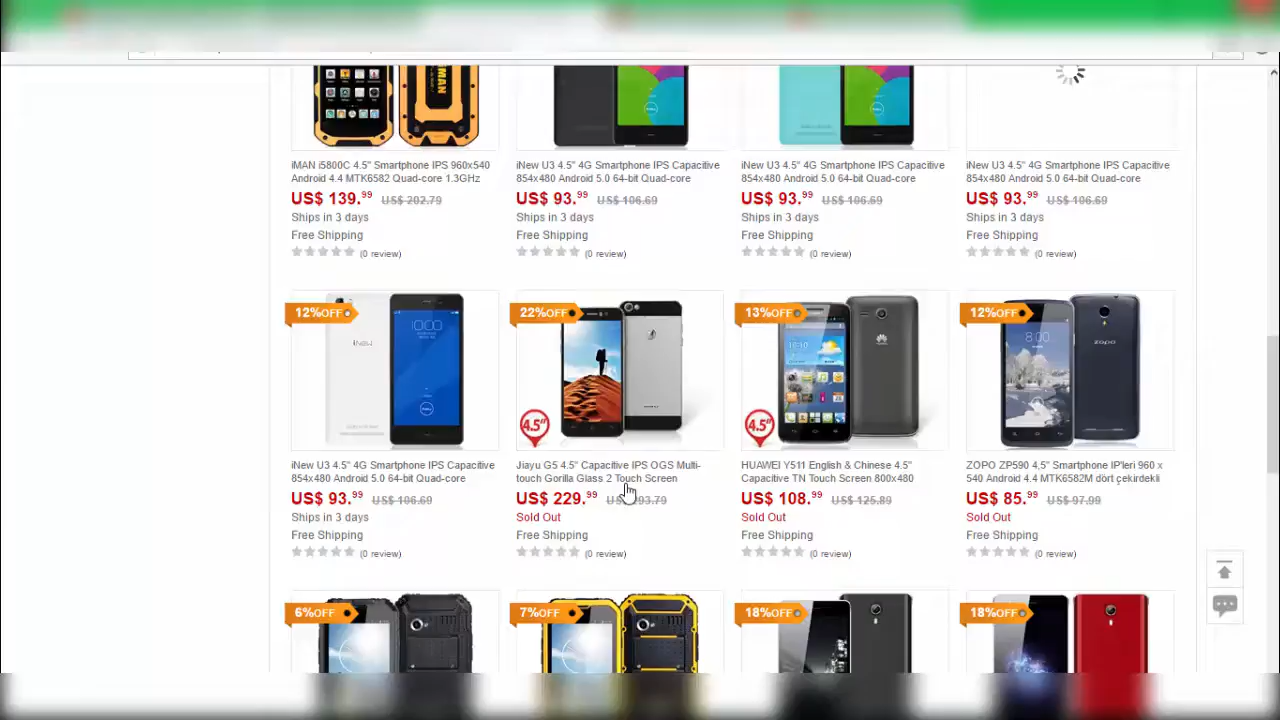 iMAN i5800C 4.5" Smartphone IPS 960x540
Android 4.4 MTK6582 Quad-core 1.3GHz
US$ 139.99 US$ 202.79
Ships in 3 days
Free Shipping
(0 review)
iNew U3 4.5" 4G Smartphone IPS Capacitive
854x480 Android 5.0 64-bit Quad-core
US$ 93.99 US$ 106.69
Ships in 3 days
Free Shipping
(0 review)
iNew U3 4.5" 4G Smartphone IPS Capacitive
854x480 Android 5.0 64-bit Quad-core
US$ 93.99 US$ 106.69
Ships in 3 days
Free Shipping
(0 review)
iNew U3 4.5" 4G Smartphone IPS Capacitive
854x480 Android 5.0 64-bit Quad-core
US$ 93.99 US$ 106.69
Ships in 3 days
Free Shipping
(0 review)
12%OFF
iNew U3 4.5" 4G Smartphone IPS Capacitive
854x480 Android 5.0 64-bit Quad-core
US$ 93.99 US$ 106.69
Ships in 3 days
Free Shipping
(0 review)
22%OFF
4.5"
Jiayu G5 4.5" Capacitive IPS OGS Multi-
touch Gorilla Glass 2 Touch Screen
US$ 229.99
Sold Out
Free Shipping
(0 review)
13%OFF
4.5"
HUAWEI Y511 English & Chinese 4.5"
Capacitive TN Touch Screen 800x480
US$ 108.99 US$ 125.89
Sold Out
Free Shipping
(0 review)
12%OFF
8:00
ZOPO
ZOPO ZP590 4,5" Smartphone IP'leri 960 x
540 Android 4.4 MTK6582M dört çekirdekli
US$ 85.99 US$ 97.99
Sold Out
Free Shipping
(0 review)
6%OFF
7%OFF
18%OFF
18%OFF